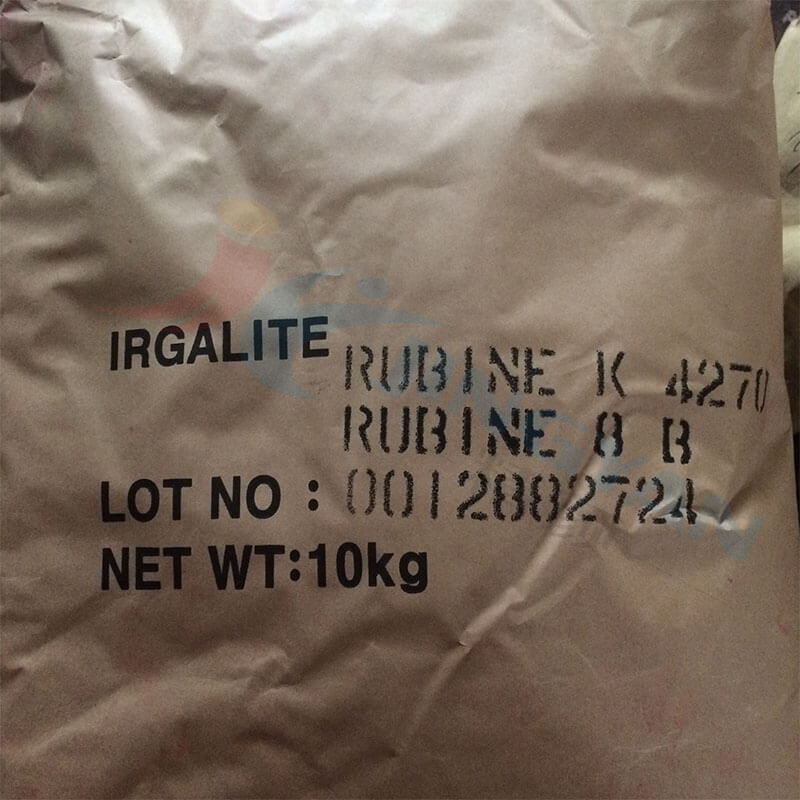 IRGALITE RUBINE K 4270
RUBINE 8 B
LOT NO : 0012882724
NET WT:10kg